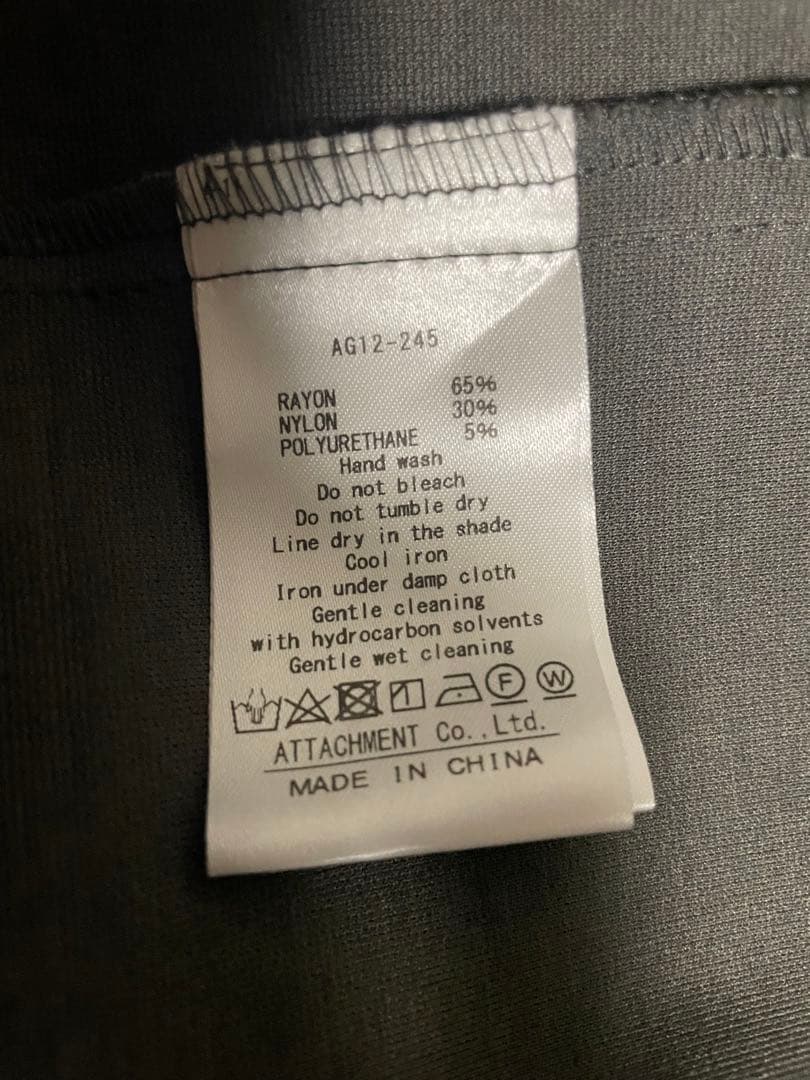 AG12-245
RAYON 65%
NYLON 30%
POLYURETHANE 5%
Hand wash
Do not bleach
Do not tumble dry
Line dry in the shade
Cool iron
Iron under damp cloth
Gentle cleaning
with hydrocarbon solvents
Gentle wet cleaning
F W
ATTACHMENT Co.,Ltd.
MADE IN CHINA